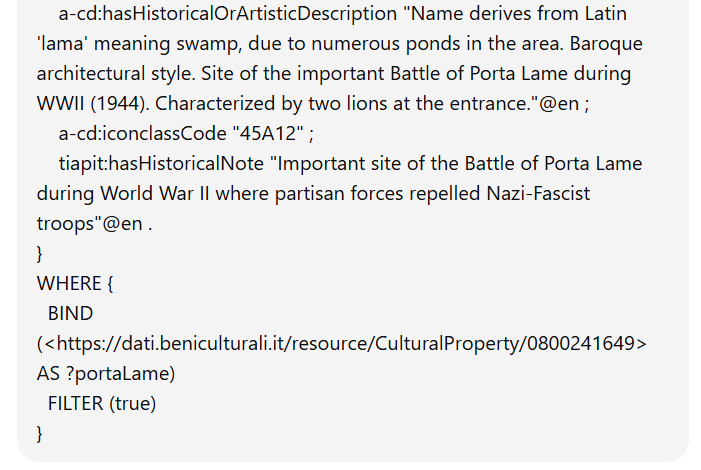 a-cd:hasHistoricalOrArtisticDescription "Name derives from Latin
'lama' meaning swamp, due to numerous ponds in the area. Baroque
architectural style. Site of the important Battle of Porta Lame during
WWII (1944). Characterized by two lions at the entrance."@en ;
a-cd:iconclassCode "45A12" ;
tiapit:hasHistoricalNote "Important site of the Battle of Porta Lame
during World War II where partisan forces repelled Nazi-Fascist
troops"@en .
}
WHERE {
BIND
(<https://dati.beniculturali.it/resource/CulturalProperty/0800241649>
AS ?portaLame)
FILTER (true)
}